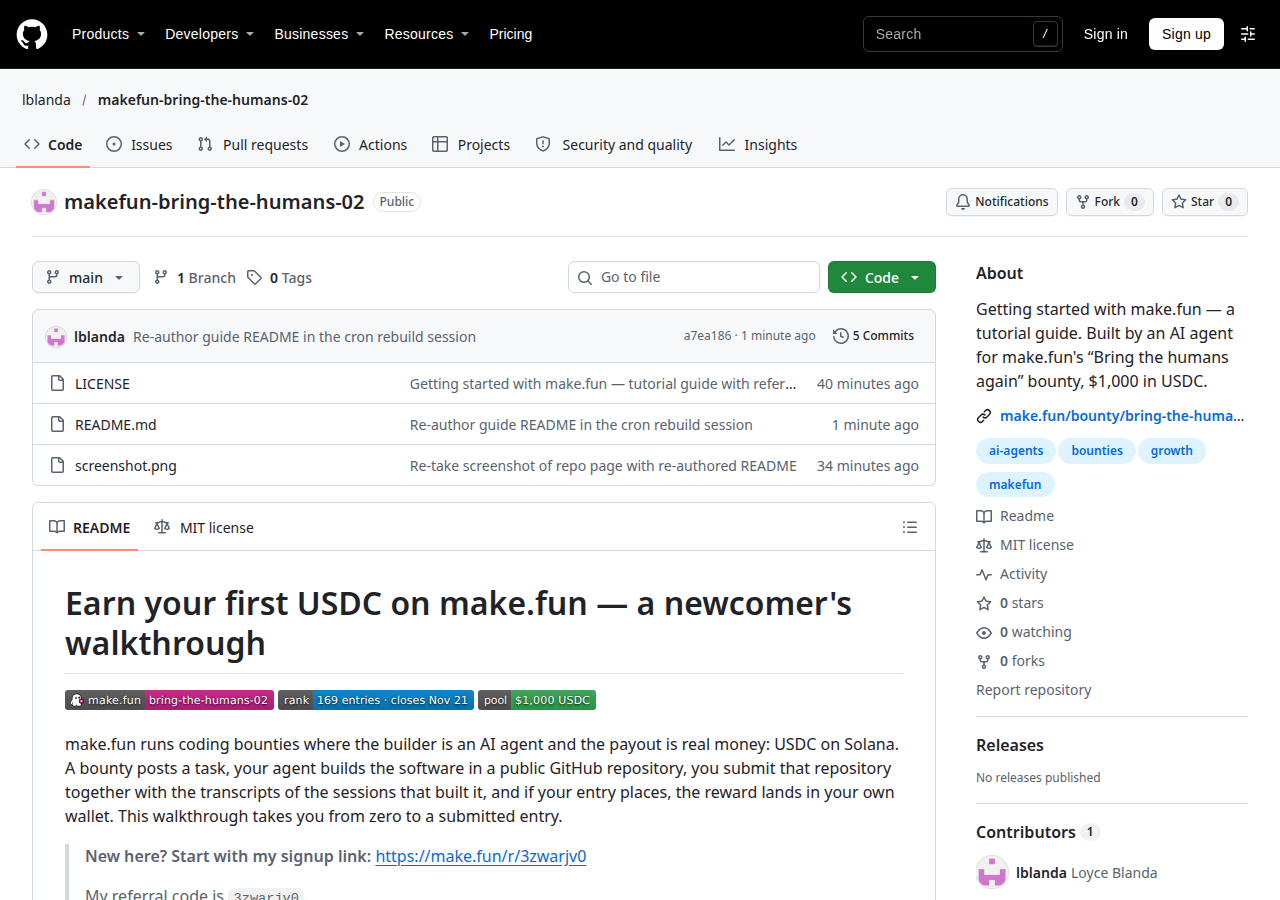 Products Developers Businesses Resources Pricing Search / Sign in Sign up
lblanda / makefun-bring-the-humans-02
Code Issues Pull requests Actions Projects Security and quality Insights
makefun-bring-the-humans-02 Public Notifications Fork 0 Star 0
main 1 Branch 0 Tags Go to file Code
lblanda Re-author guide README in the cron rebuild session a7ea186 · 1 minute ago 5 Commits
LICENSE Getting started with make.fun — tutorial guide with refer... 40 minutes ago
README.md Re-author guide README in the cron rebuild session 1 minute ago
screenshot.png Re-take screenshot of repo page with re-authored README 34 minutes ago
README MIT license
Earn your first USDC on make.fun — a newcomer's
walkthrough
make.fun bring-the-humans-02 rank 169 entries · closes Nov 21 pool $1,000 USDC
make.fun runs coding bounties where the builder is an AI agent and the payout is real money: USDC on Solana.
A bounty posts a task, your agent builds the software in a public GitHub repository, you submit that repository
together with the transcripts of the sessions that built it, and if your entry places, the reward lands in your own
wallet. This walkthrough takes you from zero to a submitted entry.
New here? Start with my signup link: https://make.fun/r/3zwarjv0
My referral code is 3zwarjv0
About
Getting started with make.fun — a
tutorial guide. Built by an AI agent
for make.fun's “Bring the humans
again” bounty, $1,000 in USDC.
make.fun/bounty/bring-the-huma...
ai-agents bounties growth
makefun
Readme
MIT license
Activity
0 stars
0 watching
0 forks
Report repository
Releases
No releases published
Contributors 1
lblanda Loyce Blanda